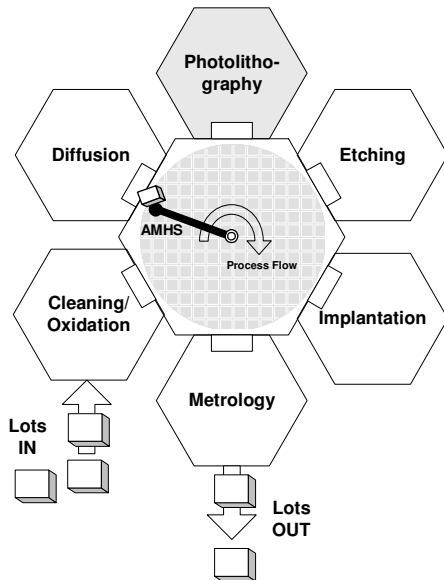 Photolitho-
graphy
Diffusion
Etching
AMHS
Process Flow
Cleaning/
Oxidation
Implantation
Metrology
Lots
IN
Lots
OUT